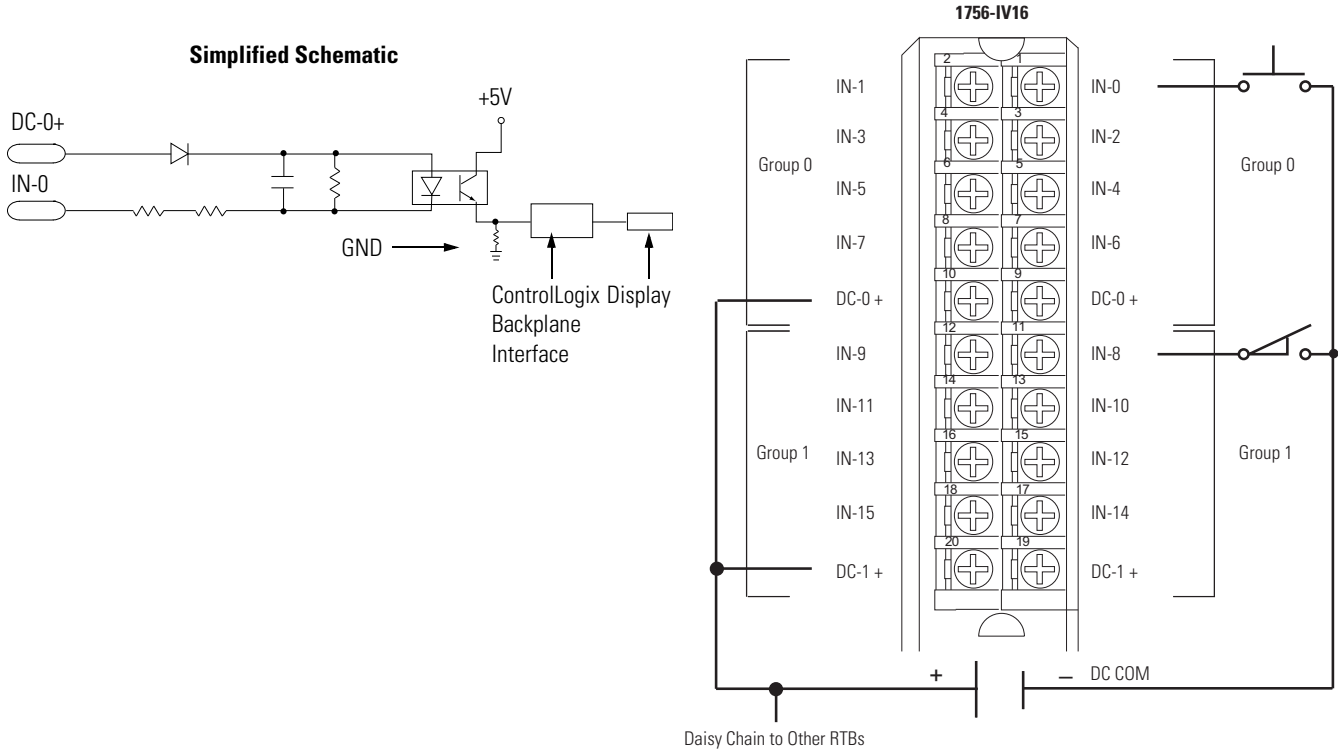 1756-IV16
Simplified Schematic
+5V
DC-0+
IN-0
GND
ControlLogix Display
Backplane
Interface
2 1
IN-1 IN-0
4 3
IN-3 IN-2
Group 0 Group 0
6 5
IN-5 IN-4
8 7
IN-7 IN-6
10 9
DC-0 + DC-0 +
12 11
IN-9 IN-8
14 13
IN-11 IN-10
16 15
Group 1 IN-13 IN-12 Group 1
18 17
IN-15 IN-14
20 19
DC-1 + DC-1 +
+ – DC COM
Daisy Chain to Other RTBs